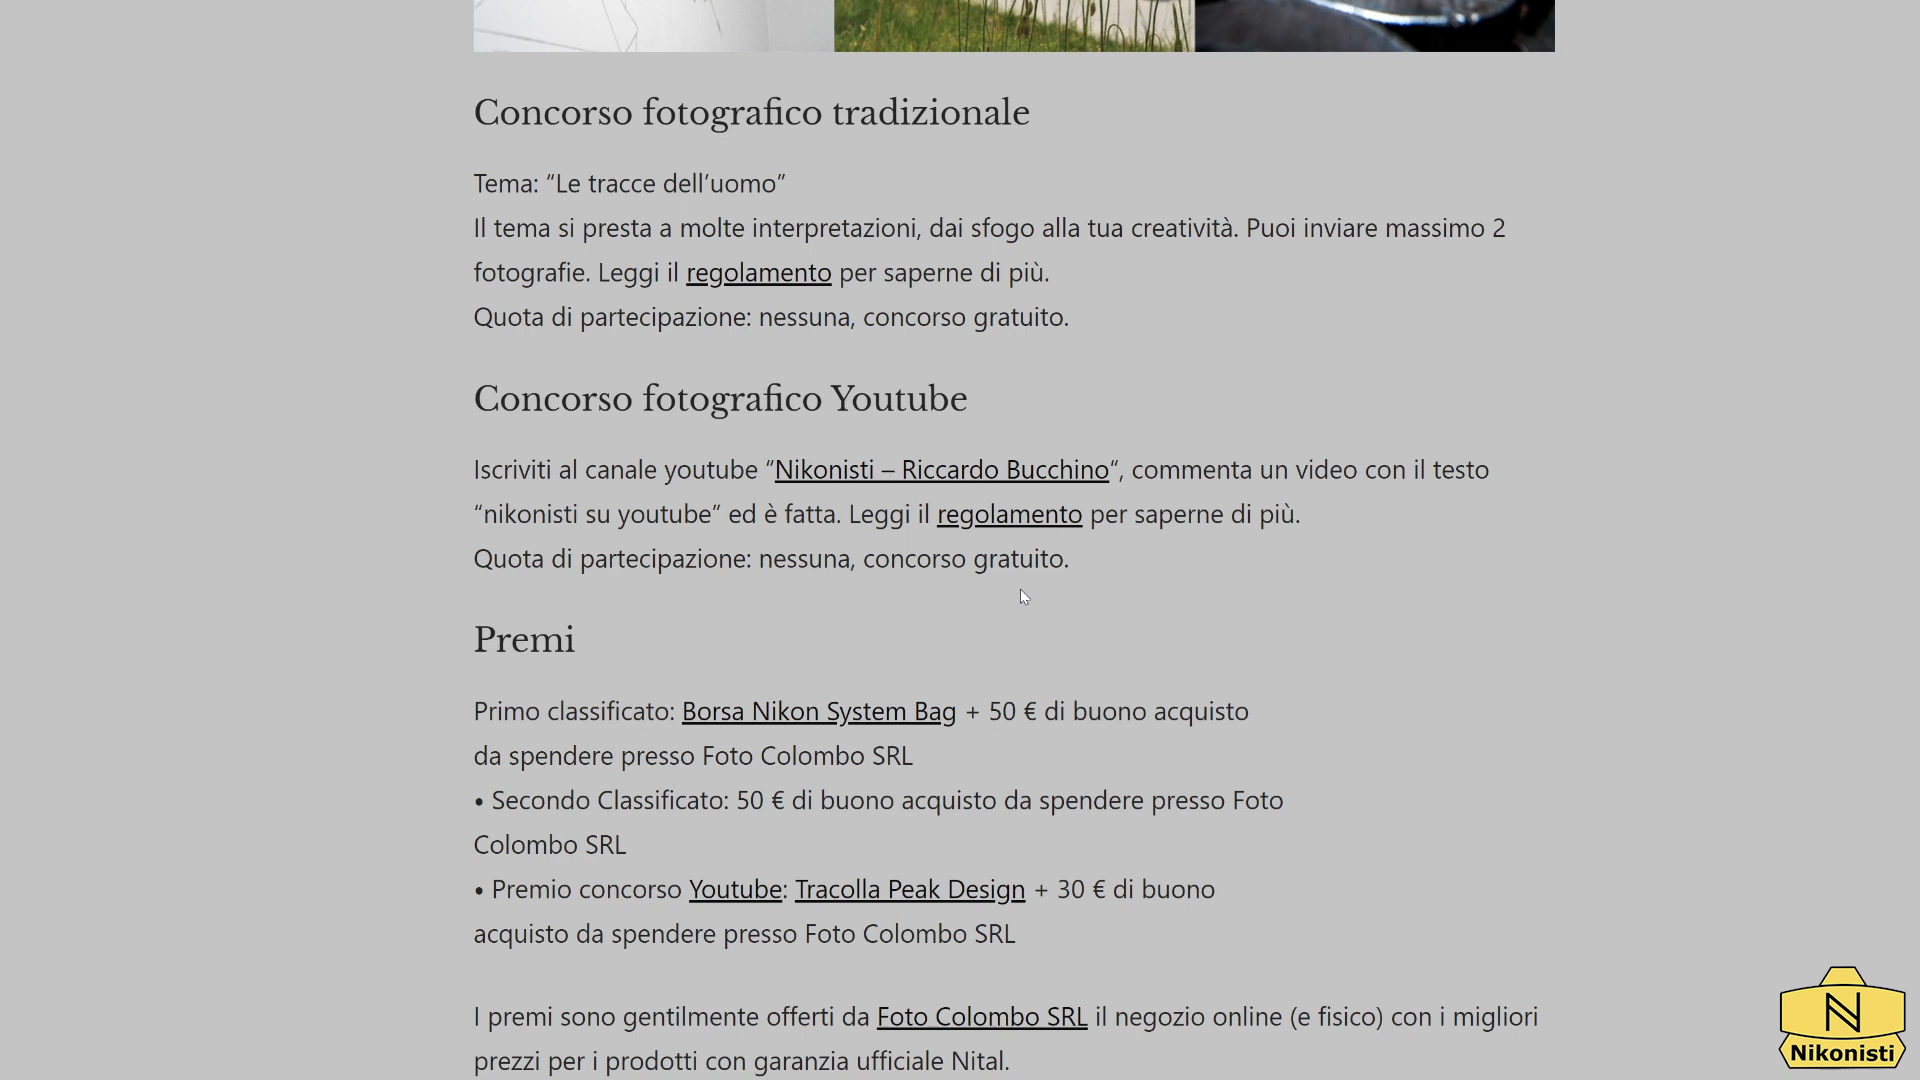 Concorso fotografico tradizionale
Tema: “Le tracce dell’uomo”
Il tema si presta a molte interpretazioni, dai sfogo alla tua creatività. Puoi inviare massimo 2
fotografie. Leggi il regolamento per saperne di più.
Quota di partecipazione: nessuna, concorso gratuito.
Concorso fotografico Youtube
Iscriviti al canale youtube “Nikonisti – Riccardo Bucchino“, commenta un video con il testo
“nikonisti su youtube” ed è fatta. Leggi il regolamento per saperne di più.
Quota di partecipazione: nessuna, concorso gratuito.
Premi
Primo classificato: Borsa Nikon System Bag + 50 € di buono acquisto
da spendere presso Foto Colombo SRL
• Secondo Classificato: 50 € di buono acquisto da spendere presso Foto
Colombo SRL
• Premio concorso Youtube: Tracolla Peak Design + 30 € di buono
acquisto da spendere presso Foto Colombo SRL
I premi sono gentilmente offerti da Foto Colombo SRL il negozio online (e fisico) con i migliori
prezzi per i prodotti con garanzia ufficiale Nital.
N
Nikonisti